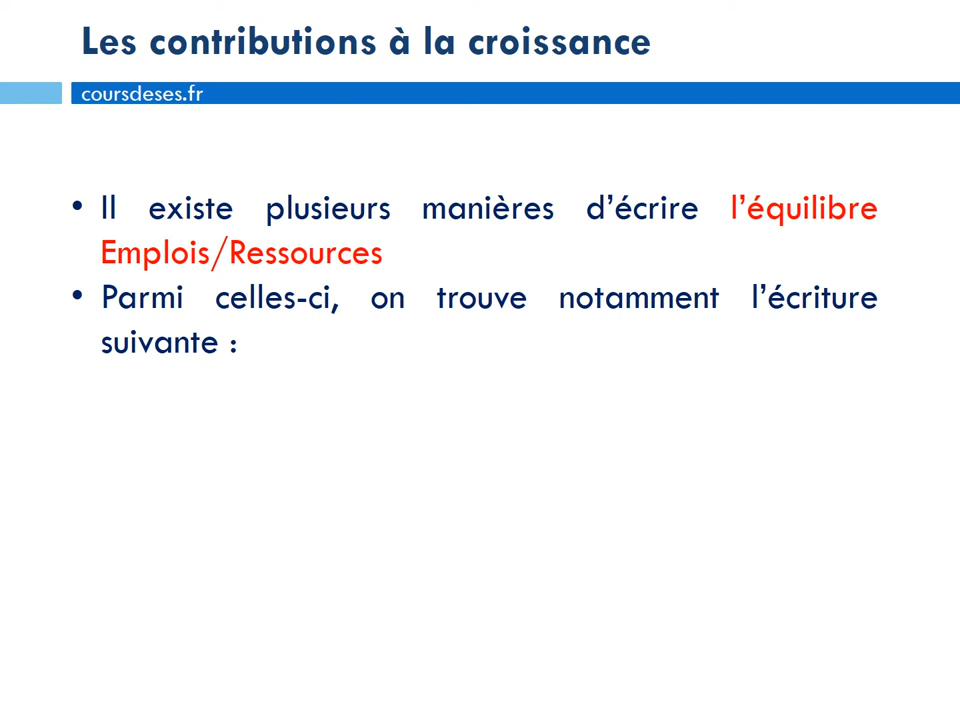 Les contributions à la croissance
coursdeses.fr
• Il existe plusieurs manières d’écrire l’équilibre
Emplois/Ressources
• Parmi celles-ci, on trouve notamment l’écriture
suivante :